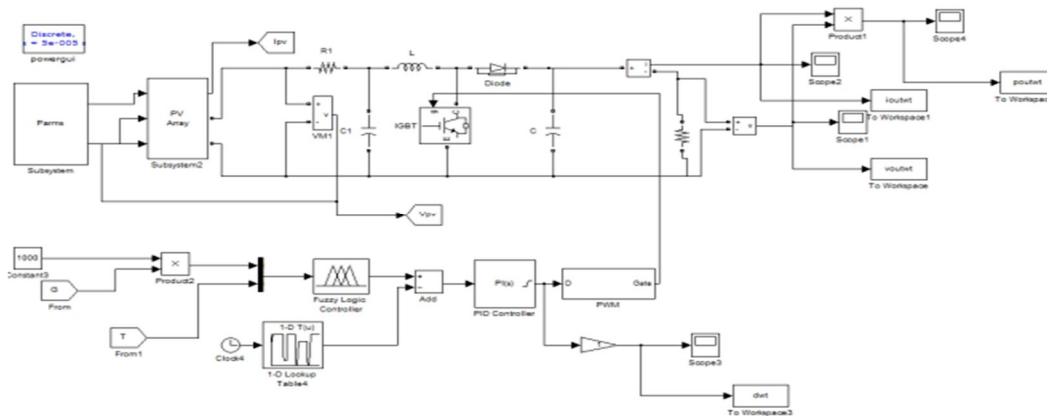 Discrete,
= 5e-005
powergui
Parms
Subsystem
PV
Array
Subsystem2
Ipv
R1
L
Diode
VM1
C1
IGBT
C
Vpv
Product1
Scope4
Scope2
poutwt
To Workspace
ioutwt
To Workspace1
Scope1
voutwt
To Workspace
1000
Constant3
Product2
G
From
T
From1
Fuzzy Logic
Controller
Add
PI(s)
PID Controller
D
Gate
PWM
Clock4
1-D T(u)
1-D Lookup
Table4
Scope3
dwt
To Workspace3